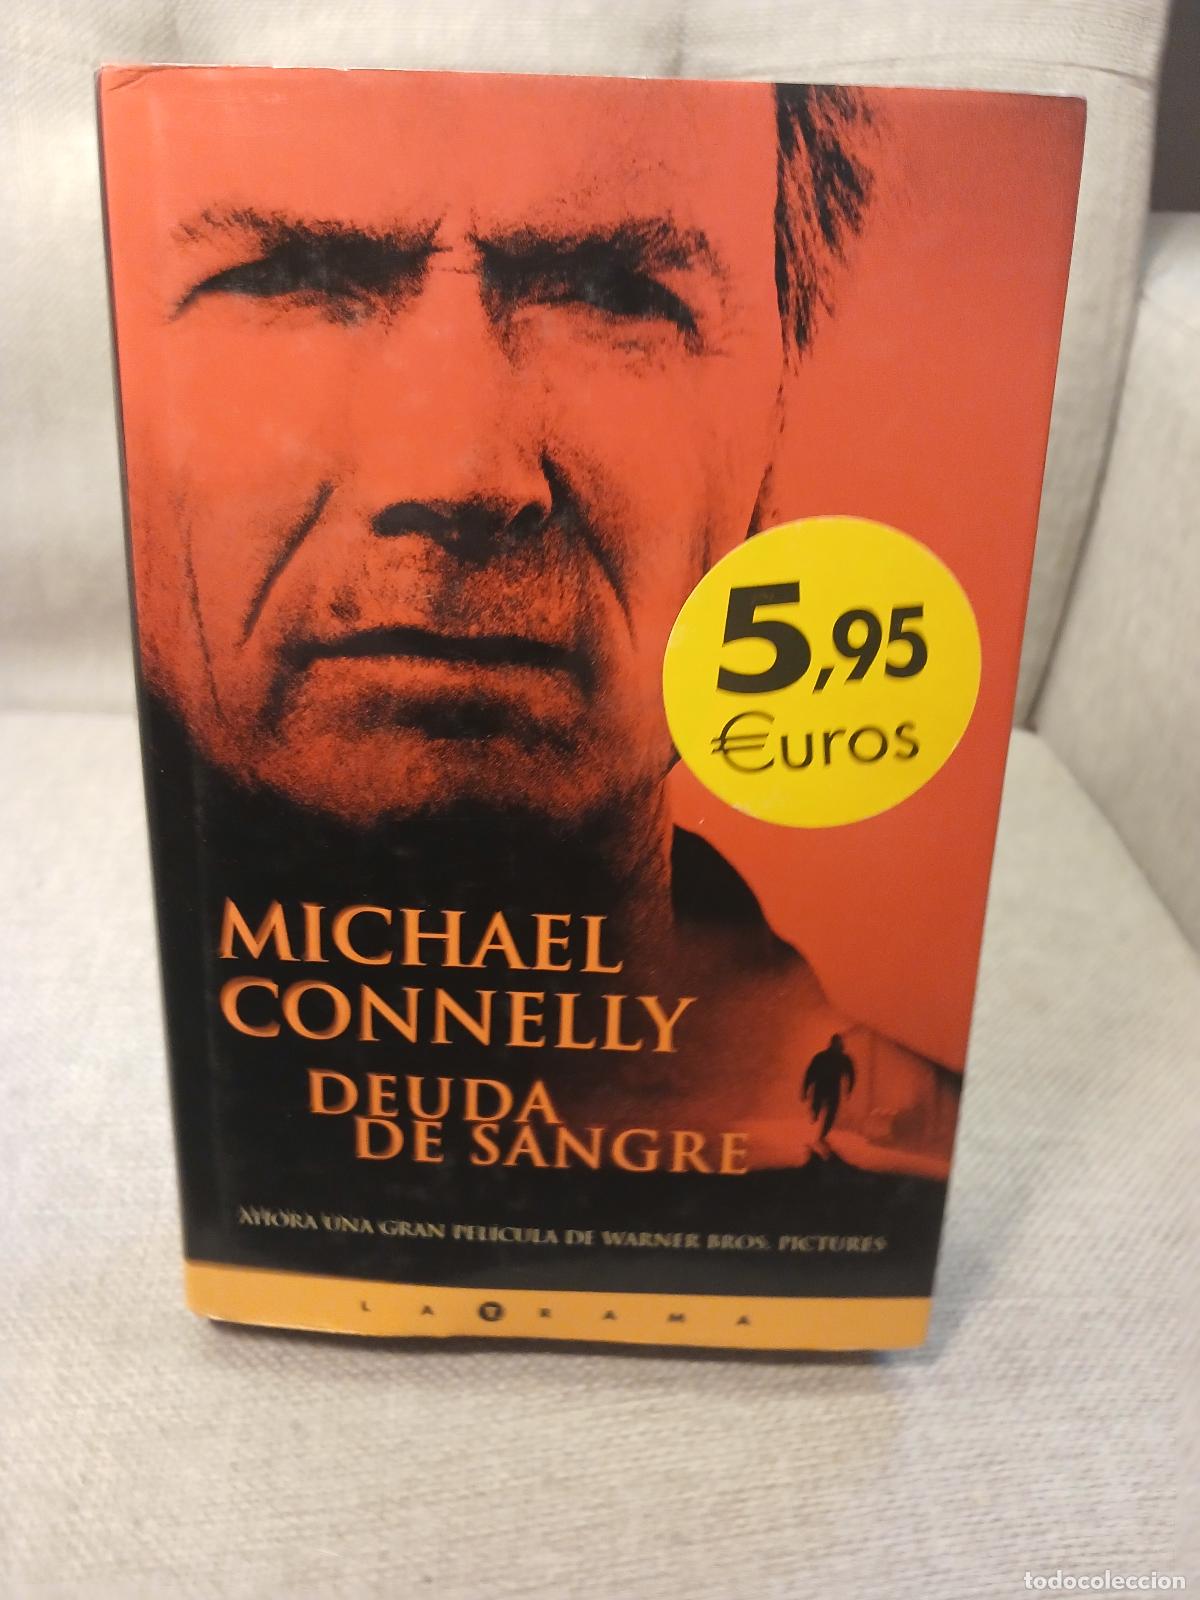 5,95
€uros
MICHAEL
CONNELLY
DEUDA
DE SANGRE
AHORA UNA GRAN PELÍCULA DE WARNER BROS. PICTURES
LA TRAMA
todocoleccion